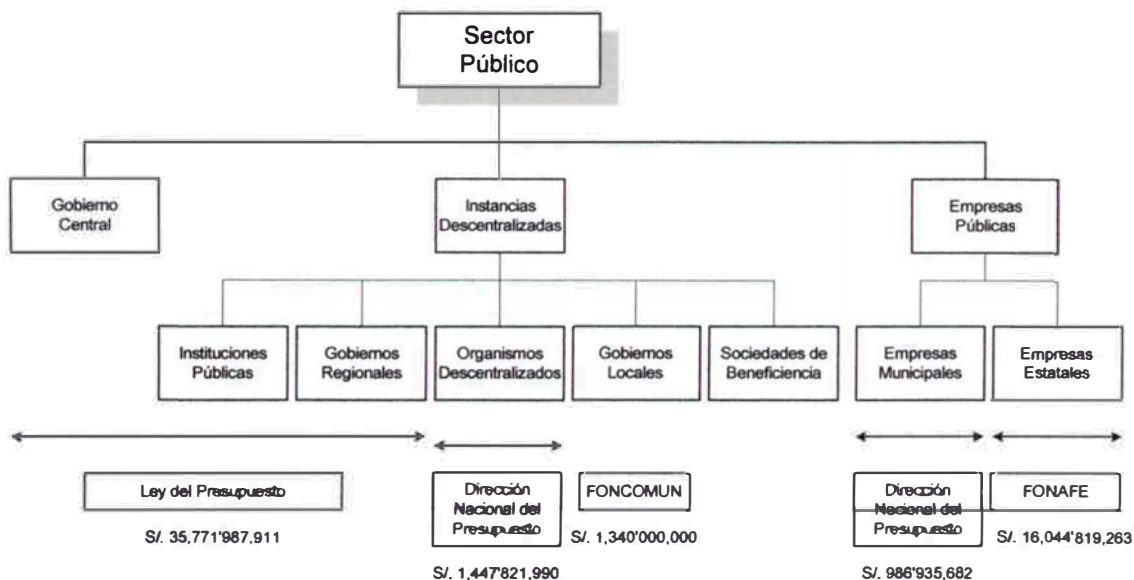 Sector
Público
Gobierno
Central
Instancias
Descentralizadas
Empresas
Públicas
Instituciones
Públicas
Gobiernos
Regionales
Organismos
Descentralizados
Gobiernos
Locales
Sociedades de
Beneficiencia
Empresas
Municipales
Empresas
Estatales
Ley del Presupuesto
S/. 35,771'987,911
Dirección
Nacional del
Presupuesto
S/. 1,447'821,990
FONCOMUN
S/. 1,340'000,000
Dirección
Nacional del
Presupuesto
S/. 986'935,682
FONAFE
S/. 16,044'819,263